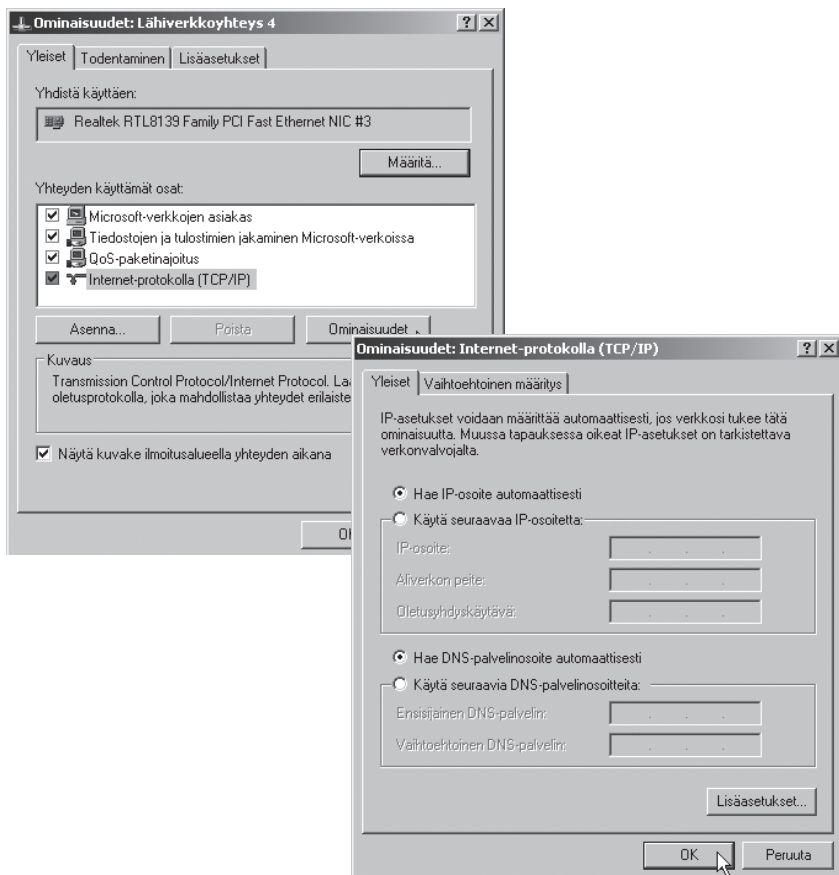 Ominaisuudet: Lähiverkkoyhteys 4
Yleiset Todentaminen Lisäasetukset
Yhdistä käyttäen:
Realtek RTL8139 Family PCI Fast Ethernet NIC #3
Määritä...
Yhteyden käyttämät osat:
Microsoft-verkkojen asiakas
Tiedostojen ja tulostimien jakaminen Microsoft-verkoissa
QoS-paketinajoitus
Internet-protokolla (TCP/IP)
Asenna... Poista Ominaisuudet
Kuvaus
Transmission Control Protocol/Internet Protocol. Laa
oletusprotokolla, joka mahdollistaa yhteydet erilaiste
Näytä kuvake ilmoitusalueella yhteyden aikana
Ominaisuudet: Internet-protokolla (TCP/IP)
Yleiset Vaihtoehtoinen määritys
IP-asetukset voidaan määrittää automaattisesti, jos verkkosi tukee tätä
ominaisuutta. Muussa tapauksessa oikeat IP-asetukset on tarkistettava
verkonvalvojalta.
Hae IP-osoite automaattisesti
Käytä seuraavaa IP-osoitetta:
IP-osoite:
Aliverkon peite:
Oletusyhdyskäytävä:
Hae DNS-palvelinosoite automaattisesti
Käytä seuraavia DNS-palvelinosoitteita:
Ensisijainen DNS-palvelin:
Vaihtoehtoinen DNS-palvelin:
Lisäasetukset...
OK Peruuta